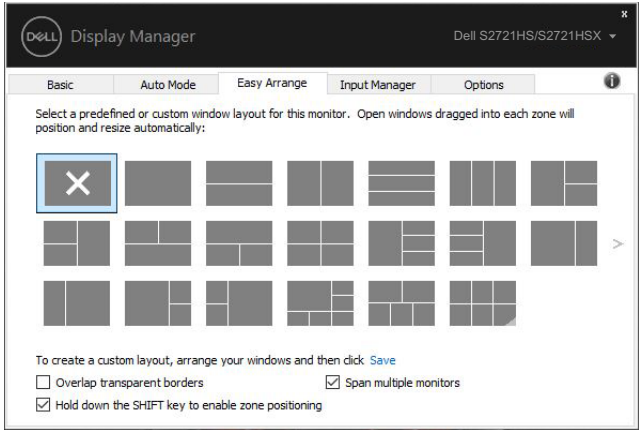 x
DELL Display Manager
Dell S2721HS/S2721HSX
Basic Auto Mode Easy Arrange Input Manager Options i
Select a predefined or custom window layout for this monitor. Open windows dragged into each zone will
position and resize automatically:
To create a custom layout, arrange your windows and then click Save
Overlap transparent borders Span multiple monitors
Hold down the SHIFT key to enable zone positioning